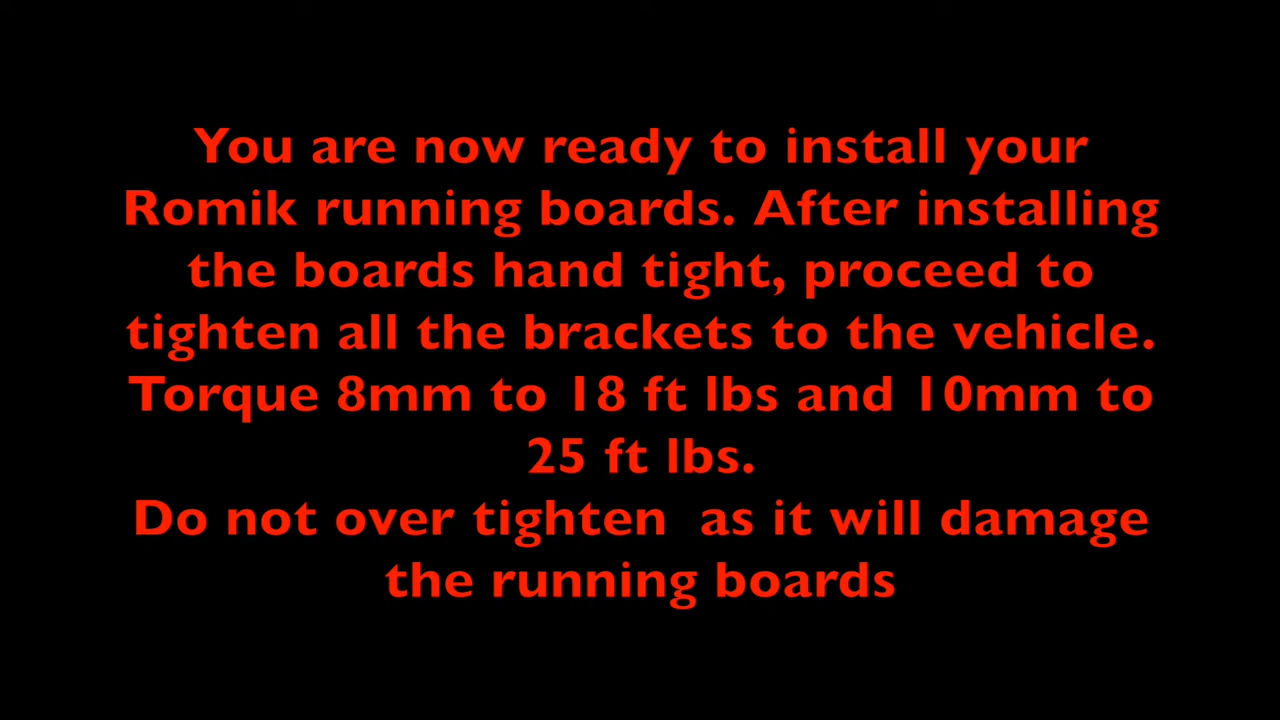 You are now ready to install your
Romik running boards. After installing
the boards hand tight, proceed to
tighten all the brackets to the vehicle.
Torque 8mm to 18 ft lbs and 10mm to
25 ft lbs.
Do not over tighten  as it will damage
the running boards